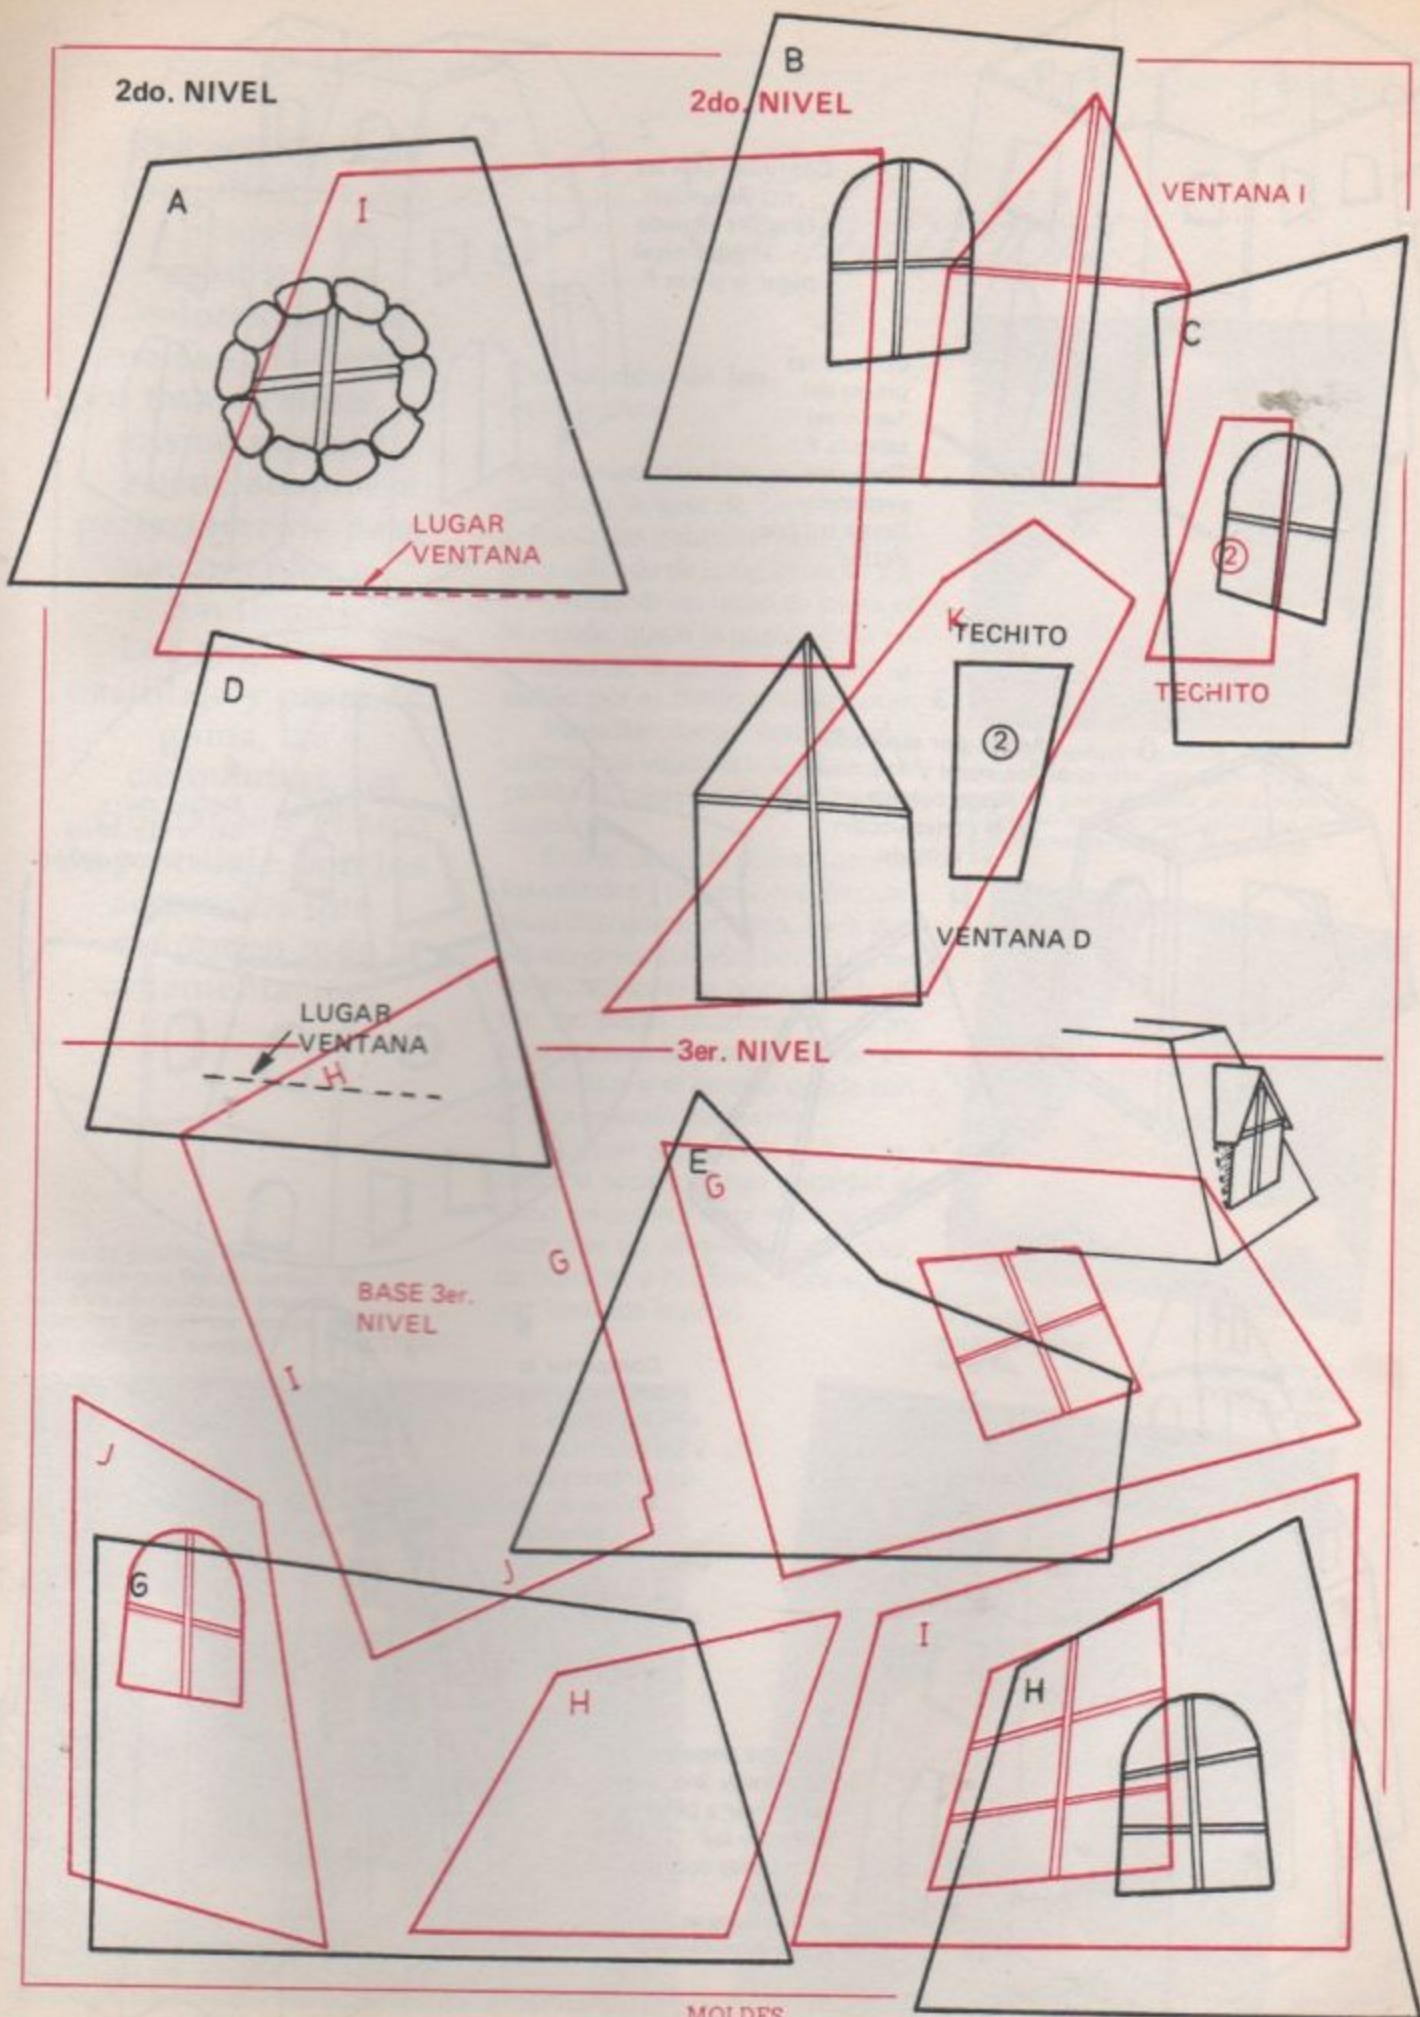 2do. NIVEL
B
2do. NIVEL
A
I
VENTANA I
C
LUGAR
VENTANA
2
K
TECHITO
D
TECHITO
2
VENTANA D
LUGAR
VENTANA
H
3er. NIVEL
E
G
G
BASE 3er.
NIVEL
I
J
J
G
H
I
H
MOLDES